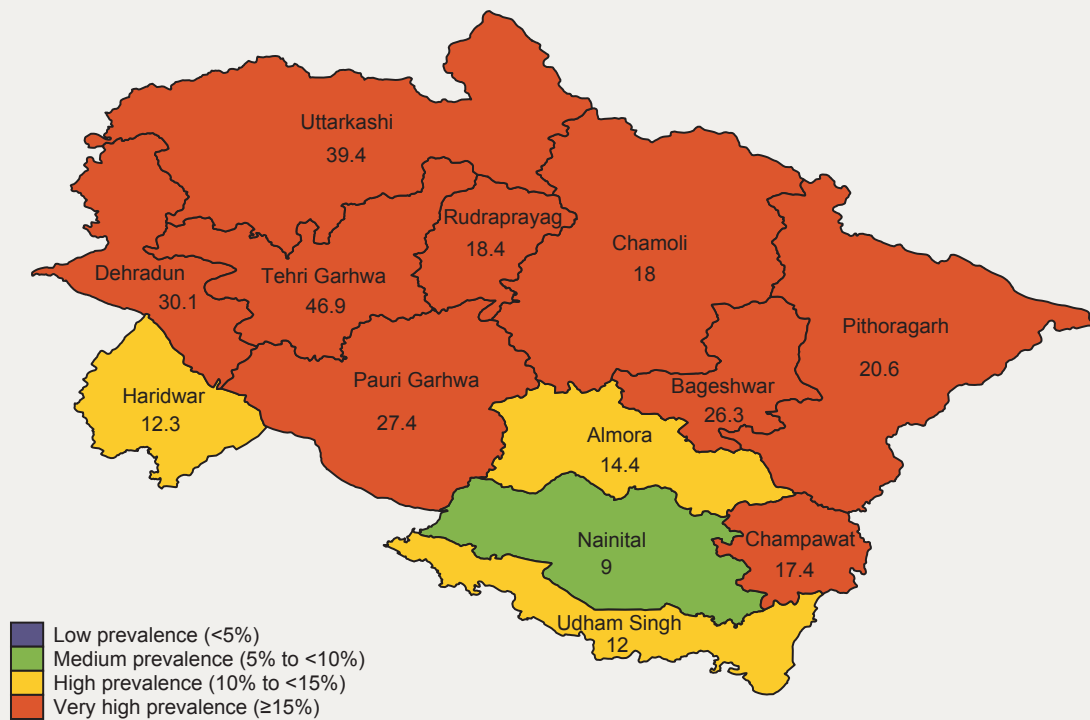 Uttarkashi
39.4
Rudraprayag
18.4
Chamoli
18
Dehradun
30.1
Tehri Garhwa
46.9
Pithoragarh
20.6
Haridwar
12.3
Pauri Garhwa
27.4
Bageshwar
26.3
Almora
14.4
Nainital
9
Champawat
17.4
Udham Singh
12
Low prevalence (<5%)
Medium prevalence (5% to <10%)
High prevalence (10% to <15%)
Very high prevalence (≥15%)